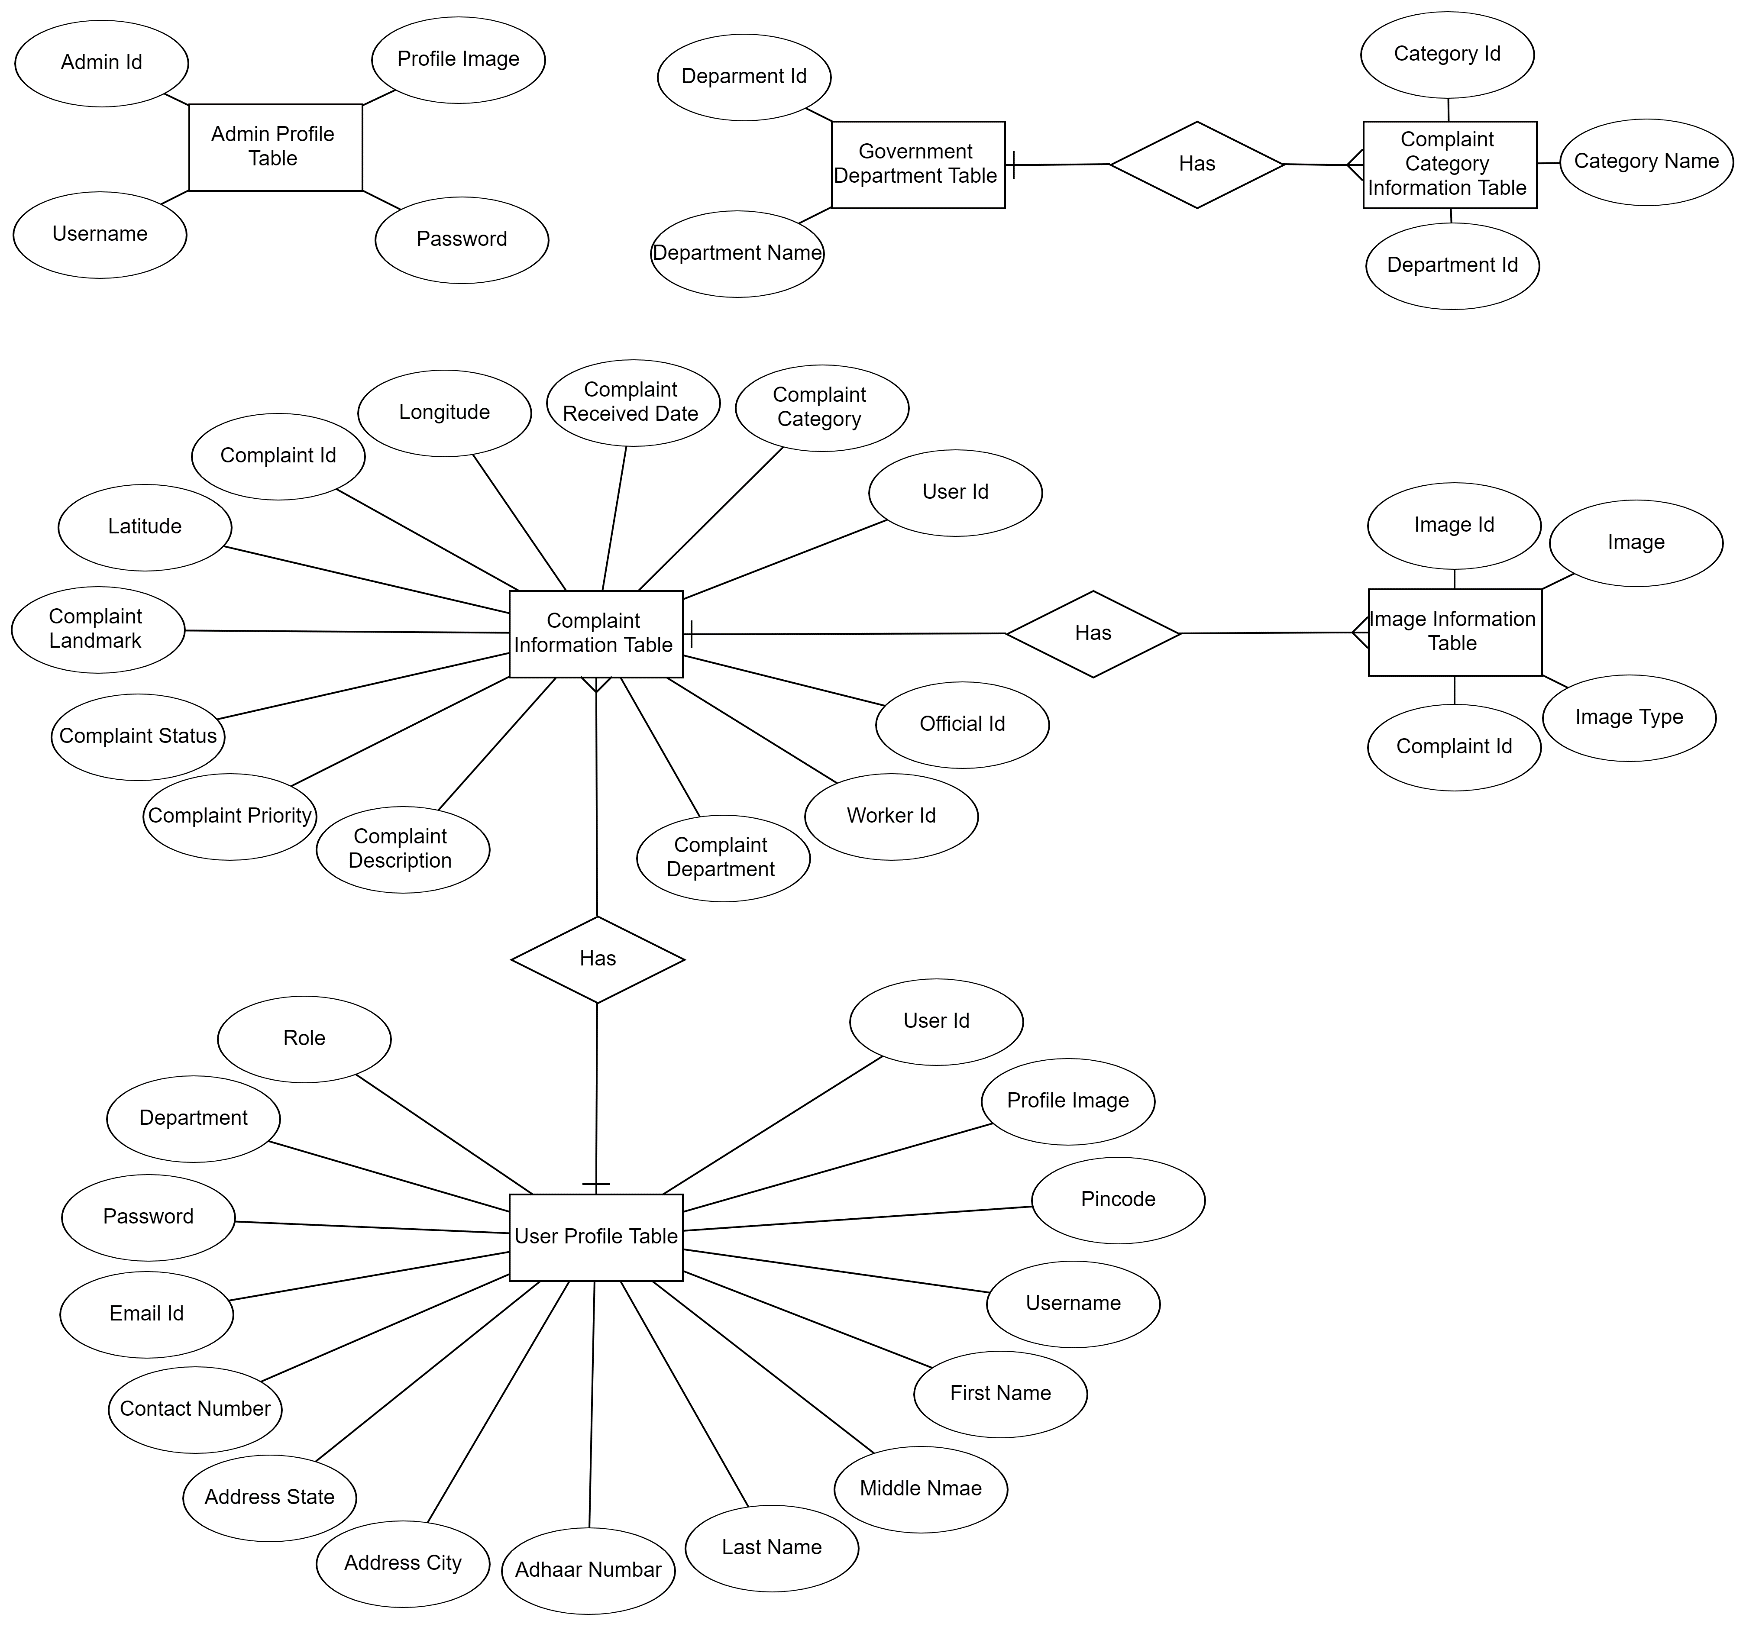 Admin Id
Profile Image
Admin Profile
Table
Username
Password
Deparment Id
Government
Department Table
Department Name
Has
Category Id
Complaint
Category
Information Table
Category Name
Department Id
Complaint
Received Date
Complaint
Category
Longitude
Complaint Id
User Id
Latitude
Complaint
Landmark
Complaint
Information Table
Complaint Status
Complaint Priority
Complaint
Description
Complaint
Department
Worker Id
Official Id
Has
Image Id
Image
Image Information
Table
Image Type
Complaint Id
Has
Role
User Id
Department
Profile Image
Password
Pincode
User Profile Table
Email Id
Username
Contact Number
First Name
Address State
Middle Nmae
Address City
Adhaar Numbar
Last Name